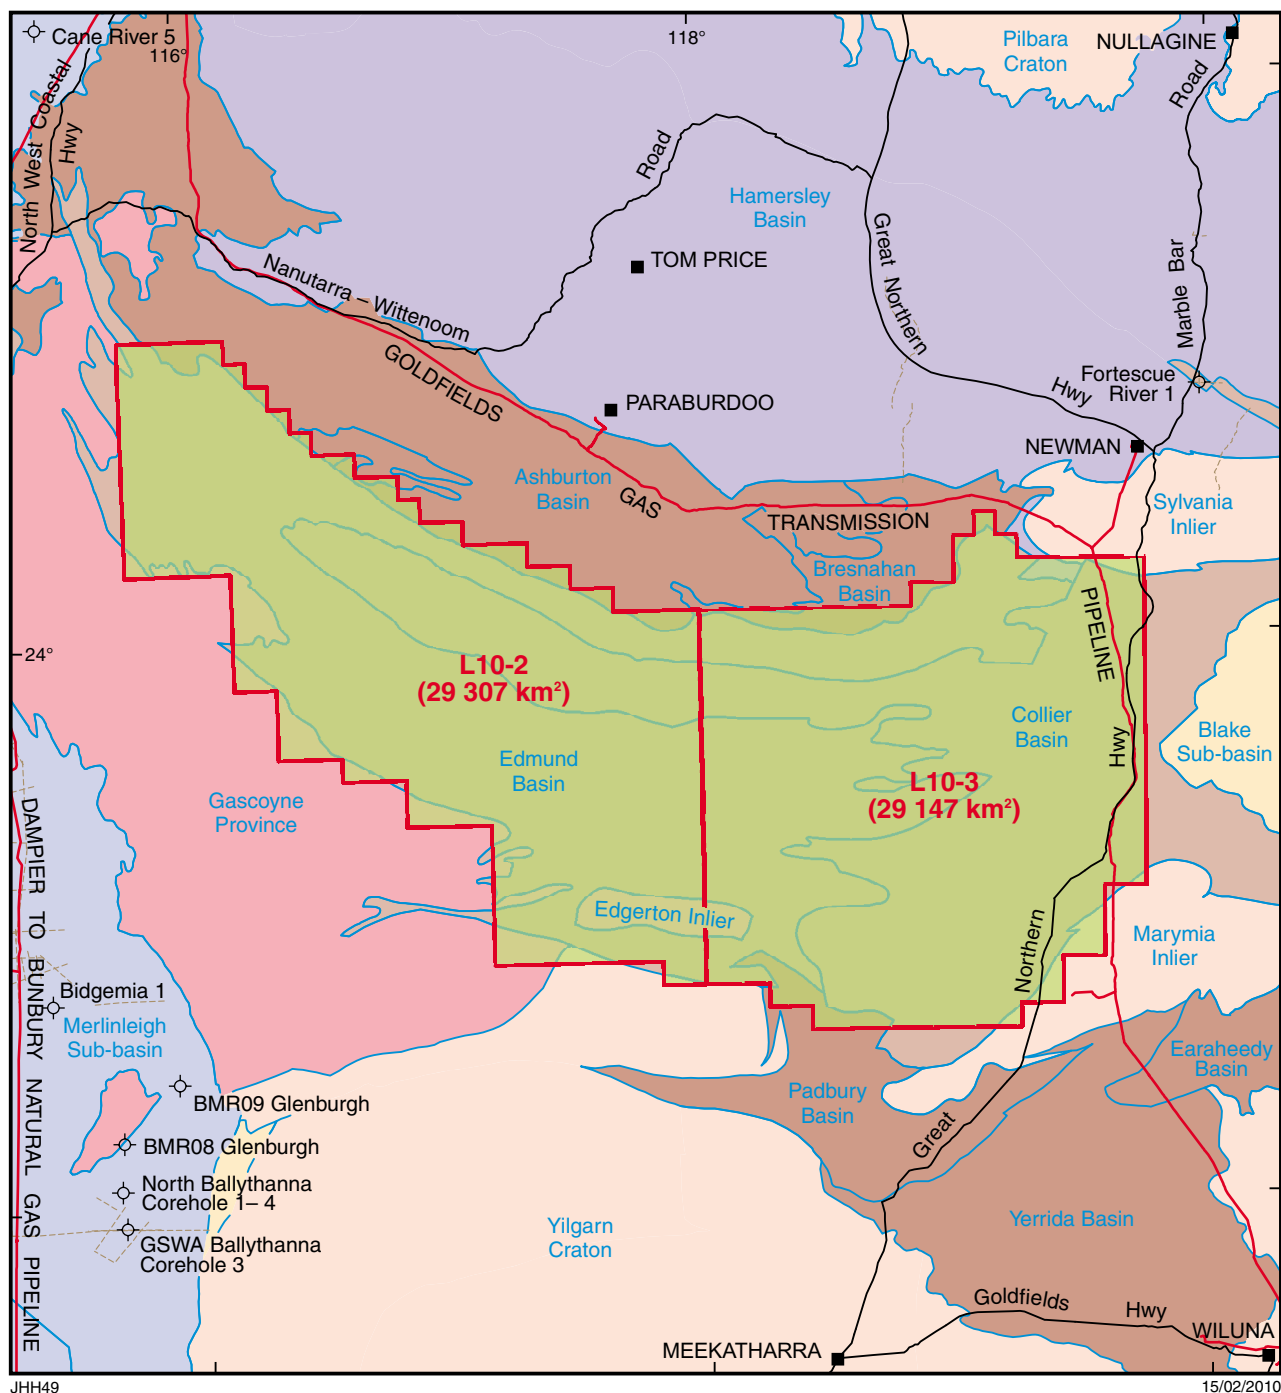 Cane River 5
116°
118°
Pilbara
Craton
NULLAGINE
North West Coastal
Hwy
Road
Road
Hamersley
Basin
TOM PRICE
Nanutarra – Wittenoom
Great Northern
Marble Bar
GOLDFIELDS
Fortescue
River 1
Hwy
PARABURDOO
NEWMAN
Ashburton
Basin
GAS
TRANSMISSION
Sylvania
Inlier
Bresnahan
Basin
PIPELINE
24°
L10-2
(29 307 km²)
Collier
Basin
Hwy
Blake
Sub-basin
Edmund
Basin
L10-3
(29 147 km²)
Gascoyne
Province
DAMPIER TO BUNBURY NATURAL GAS PIPELINE
Edgerton Inlier
Northern
Marymia
Inlier
Bidgemia 1
Merlinleigh
Sub-basin
Earaheedy
Basin
BMR09 Glenburgh
Padbury
Basin
Great
BMR08 Glenburgh
North Ballythanna
Corehole 1– 4
GSWA Ballythanna
Corehole 3
Yilgarn
Craton
Yerrida Basin
Goldfields
Hwy
WILUNA
MEEKATHARRA
JHH49
15/02/2010